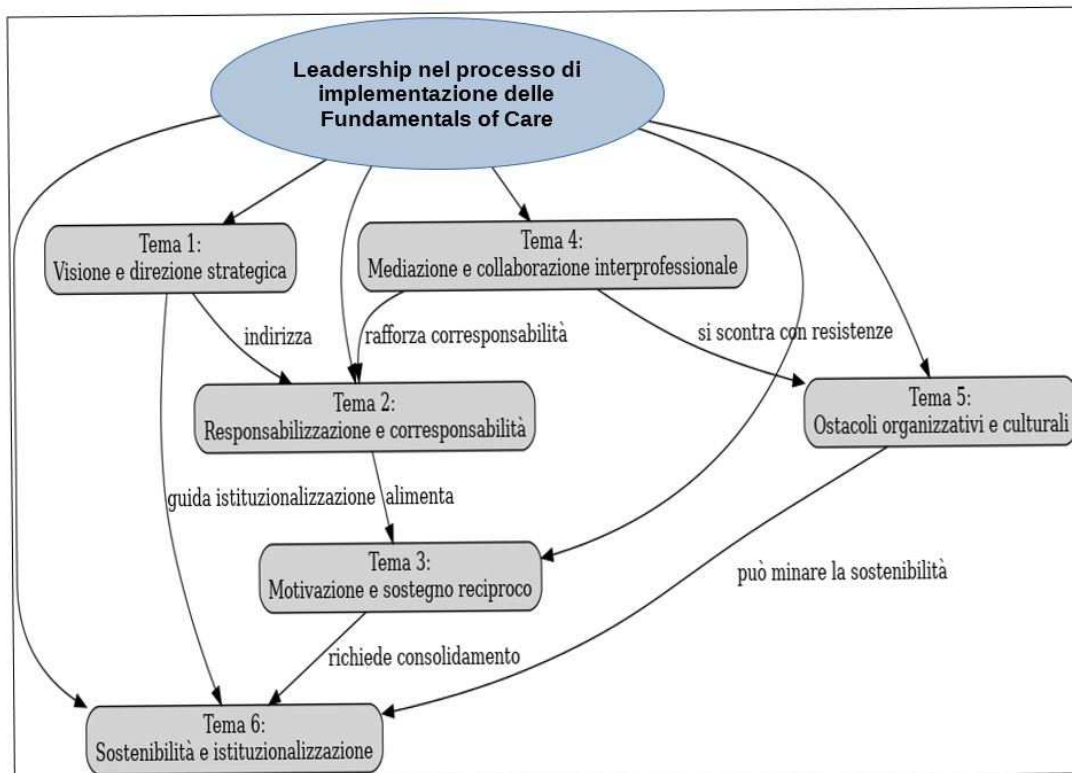 Leadership nel processo di
implementazione delle
Fundamentals of Care
Tema 1:
Visione e direzione strategica
Tema 4:
Mediazione e collaborazione interprofessionale
indirizza
rafforza corresponsabilità
si scontra con resistenze
Tema 2:
Responsabilizzazione e corresponsabilità
Tema 5:
Ostacoli organizzativi e culturali
guida istituzionalizzazione
alimenta
Tema 3:
Motivazione e sostegno reciproco
può minare la sostenibilità
richiede consolidamento
Tema 6:
Sostenibilità e istituzionalizzazione